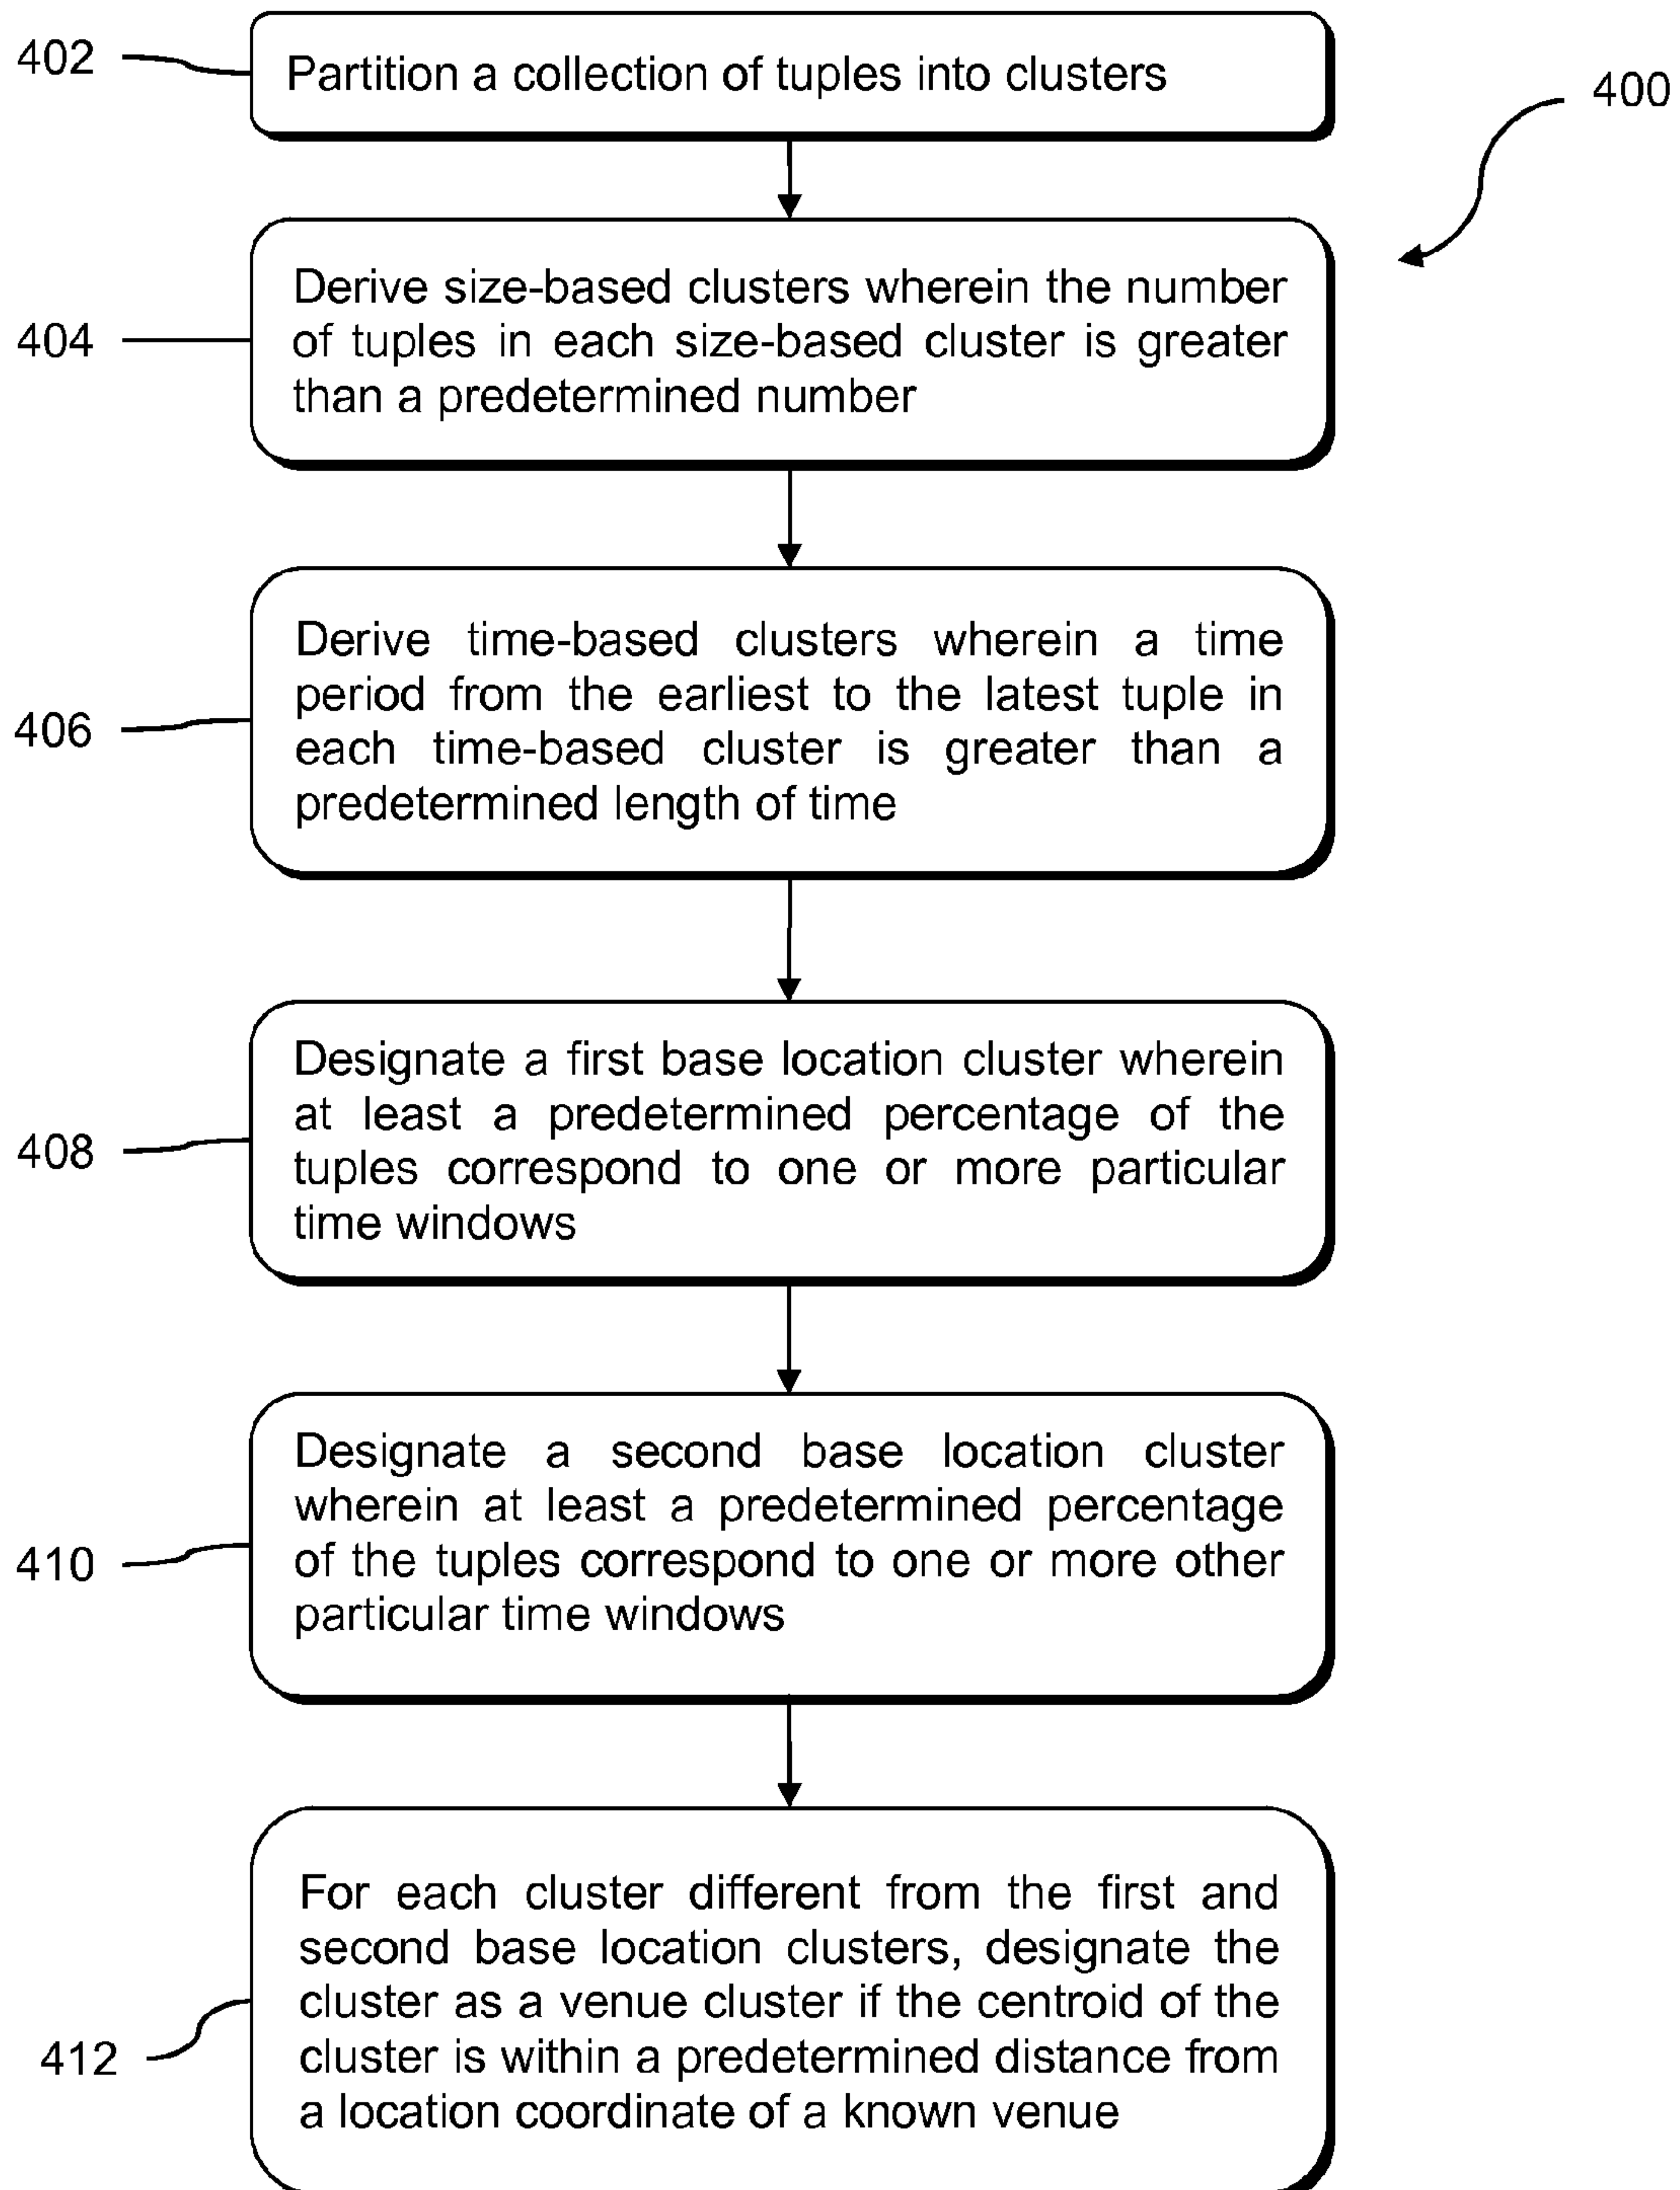 402
Partition a collection of tuples into clusters
400
404
Derive size-based clusters wherein the number
of tuples in each size-based cluster is greater
than a predetermined number
406
Derive time-based clusters wherein a time
period from the earliest to the latest tuple in
each time-based cluster is greater than a
predetermined length of time
408
Designate a first base location cluster wherein
at least a predetermined percentage of the
tuples correspond to one or more particular
time windows
410
Designate a second base location cluster
wherein at least a predetermined percentage
of the tuples correspond to one or more other
particular time windows
412
For each cluster different from the first and
second base location clusters, designate the
cluster as a venue cluster if the centroid of the
cluster is within a predetermined distance from
a location coordinate of a known venue